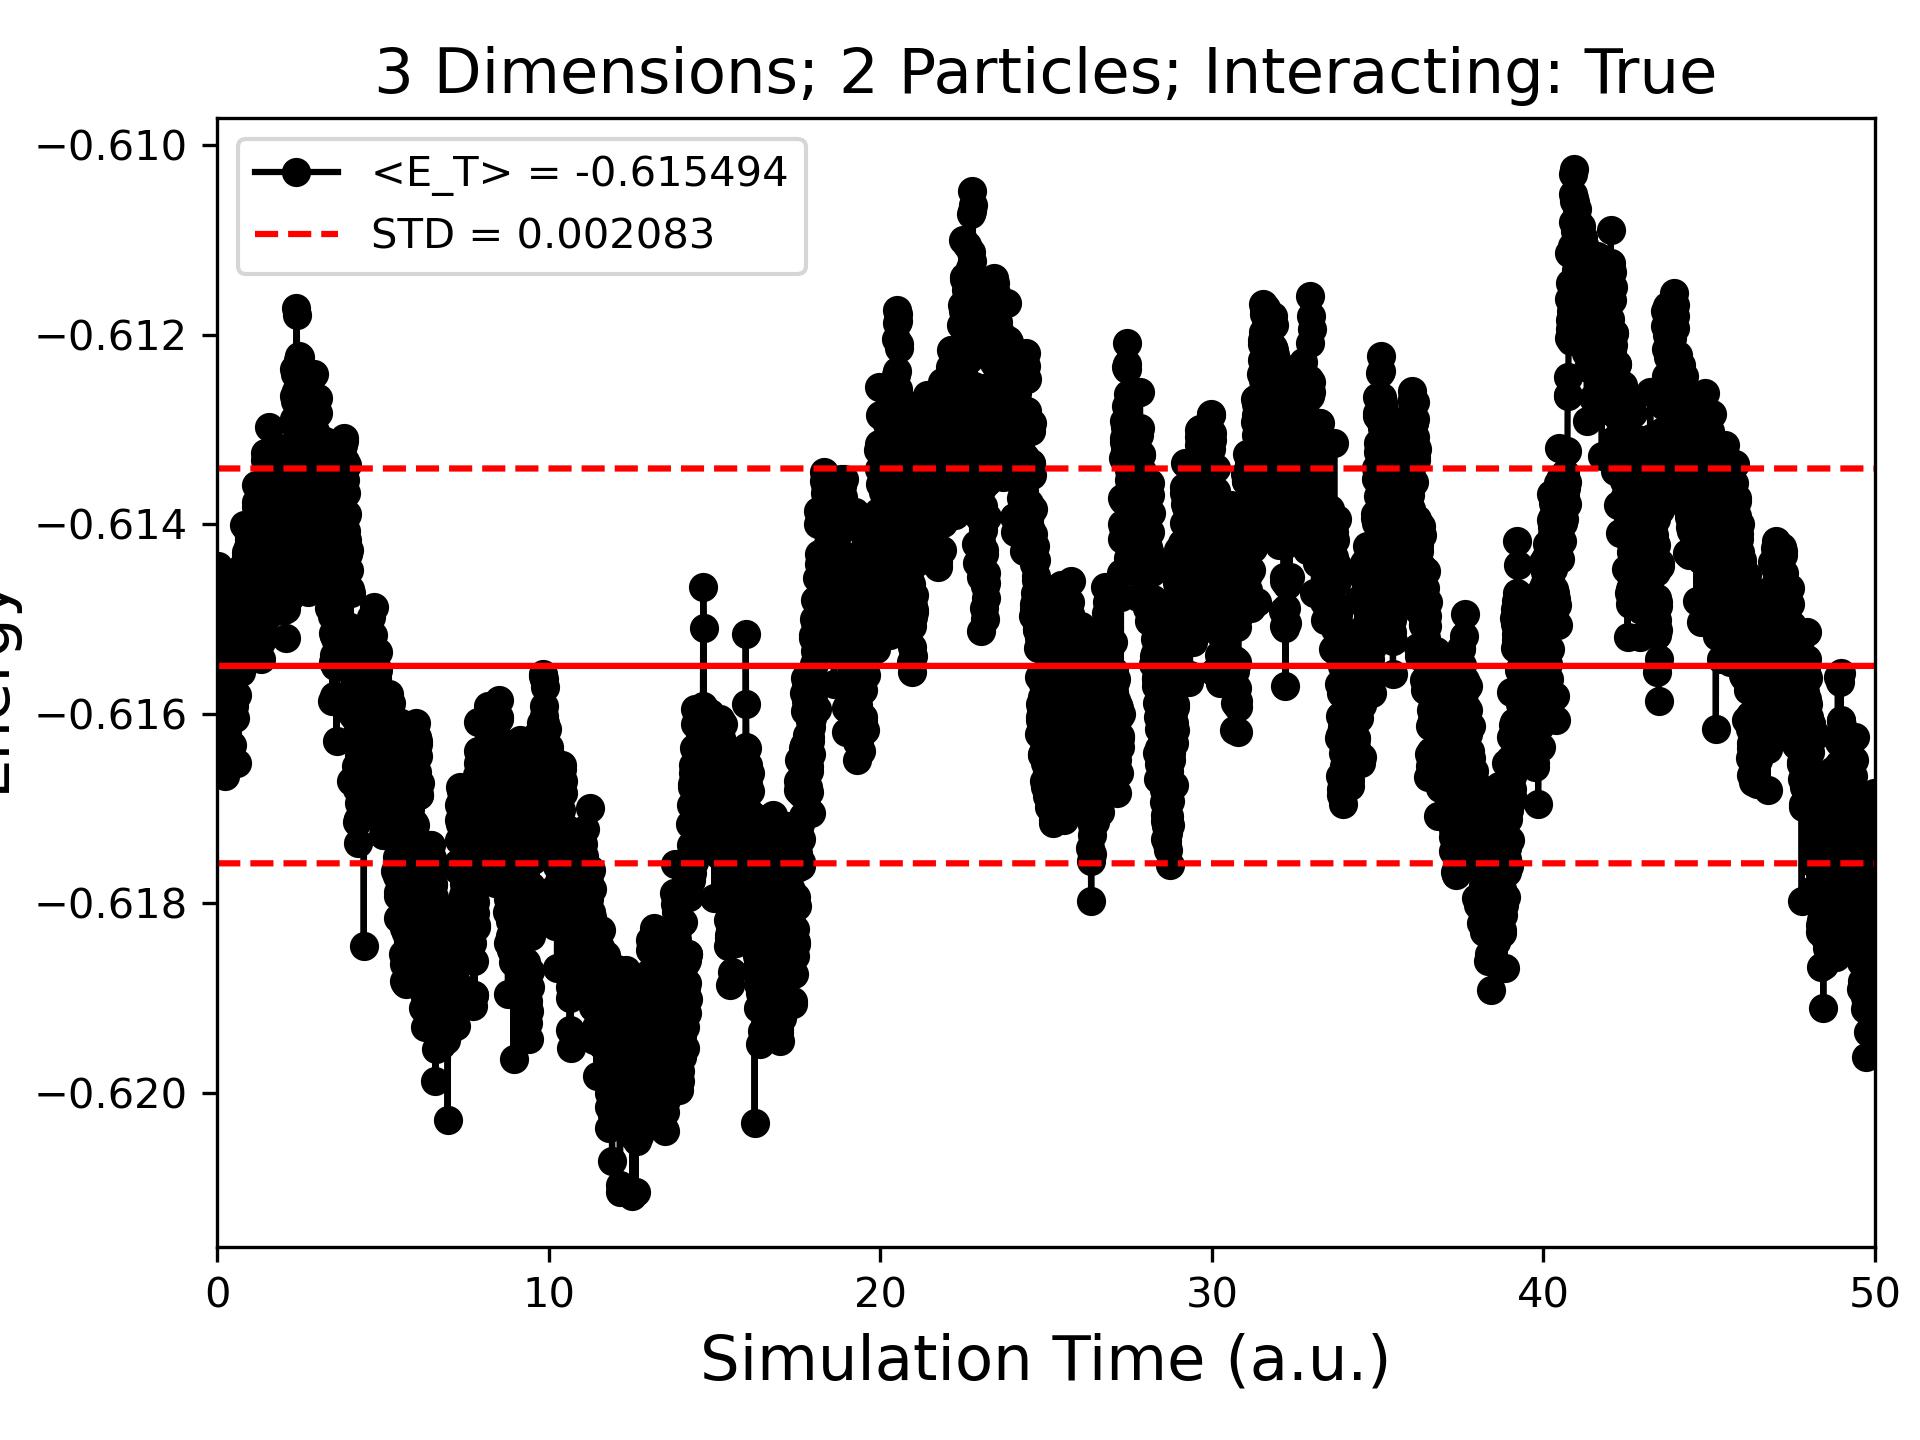 3 Dimensions; 2 Particles; Interacting: True
<E_T> = -0.615494
STD = 0.002083
−0.610
−0.612
−0.614
−0.616
−0.618
−0.620
Energy
0 10 20 30 40 50
Simulation Time (a.u.)